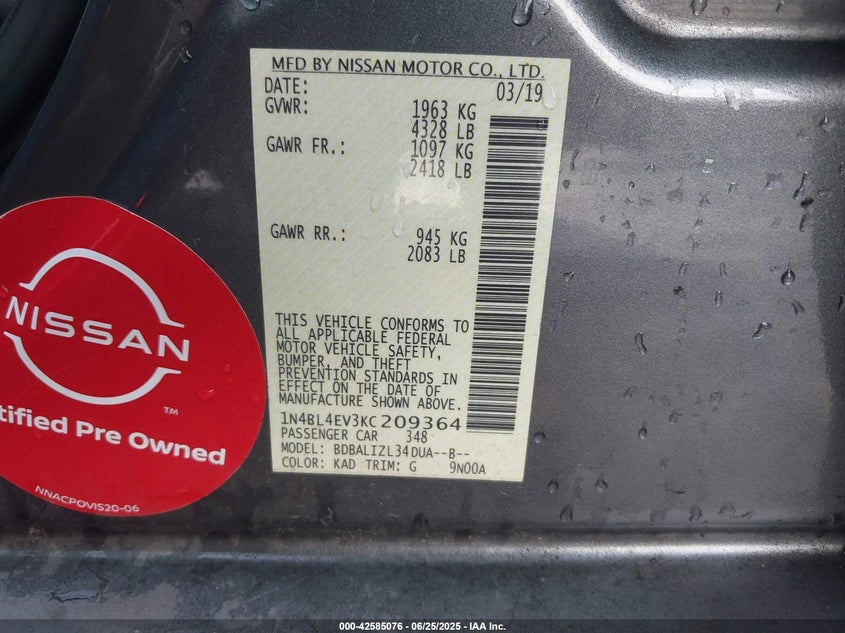 MFD BY NISSAN MOTOR CO., LTD.
DATE: 03/19
GVWR: 1963 KG
4328 LB
GAWR FR.: 1097 KG
2418 LB
GAWR RR.: 945 KG
2083 LB
THIS VEHICLE CONFORMS TO
ALL APPLICABLE FEDERAL
MOTOR VEHICLE SAFETY,
BUMPER, AND THEFT
PREVENTION STANDARDS IN
EFFECT ON THE DATE OF
MANUFACTURE SHOWN ABOVE.
1N4BL4EV3KC209364
PASSENGER CAR 348
MODEL: BDBALIZL34DUA--B--
COLOR: KAD TRIM: G 9N00A
NISSAN
TM
rtified Pre Owned
NNACPOVIS20-06
000-42585076 - 06/25/2025 - IAA Inc.